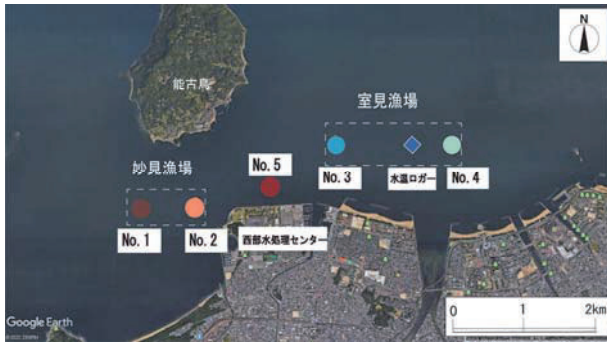 N
能古島
室見漁場
妙見漁場
No.5
No.3
水温ロガー
No.4
No.1
No.2
西部水処理センター
0 1 2km
Google Earth